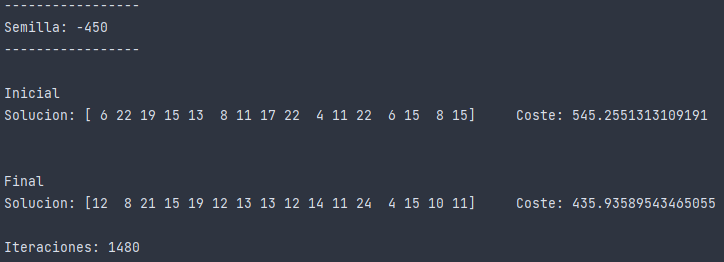 -----------------
Semilla: -450
-----------------
Inicial
Solucion: [ 6 22 19 15 13  8 11 17 22  4 11 22  6 15  8 15]     Coste: 545.2551313109191
Final
Solucion: [12  8 21 15 19 12 13 13 12 14 11 24  4 15 10 11]     Coste: 435.93589543465055
Iteraciones: 1480